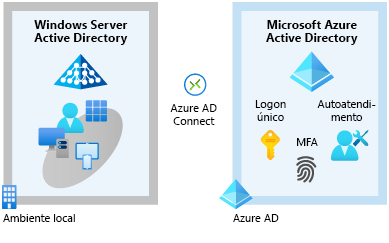 Windows Server
Active Directory
Ambiente local
Azure AD
Connect
Microsoft Azure
Active Directory
Logon
único
MFA
Autoatendi-
mento
Azure AD